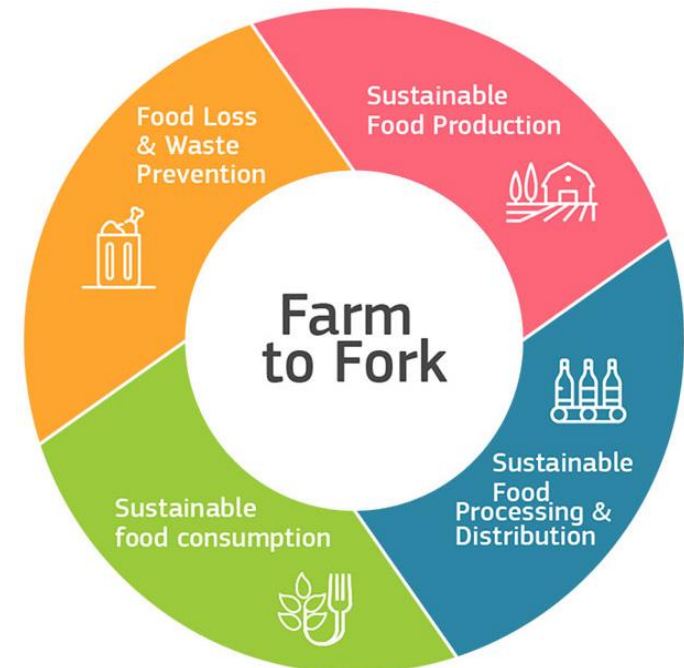 Food Loss
& Waste
Prevention
Sustainable
Food Production
Farm
to Fork
Sustainable
Food
Processing &
Distribution
Sustainable
food consumption